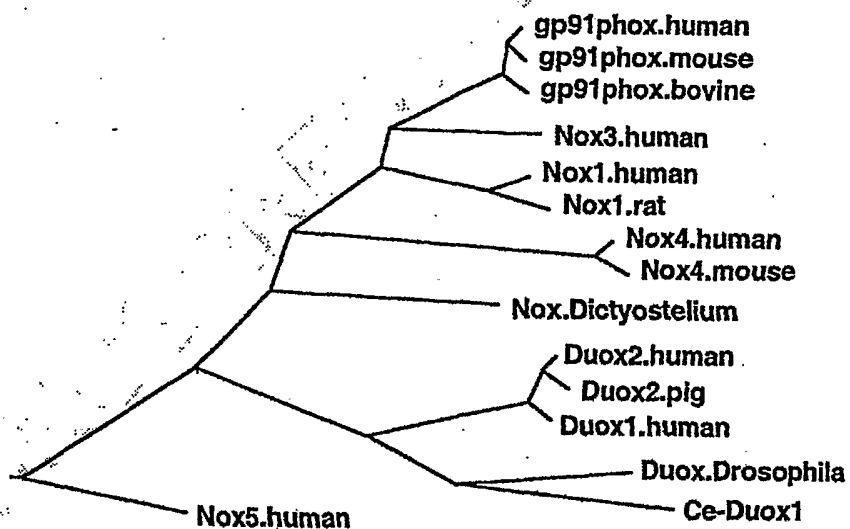 gp91phox.human
gp91phox.mouse
gp91phox.bovine
Nox3.human
Nox1.human
Nox1.rat
Nox4.human
Nox4.mouse
Nox.Dictyostelium
Duox2.human
Duox2.pig
Duox1.human
Duox.Drosophila
Ce-Duox1
Nox5.human